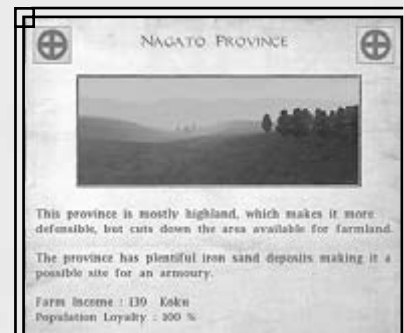 NAGATO PROVINCE
This province is mostly highland, which makes it more
defensible, but cuts down the area available for farmland.
The province has plentiful iron sand deposits making it a
possible site for an armoury.
Farm Income : 139 Koku
Population Loyalty : 100 %